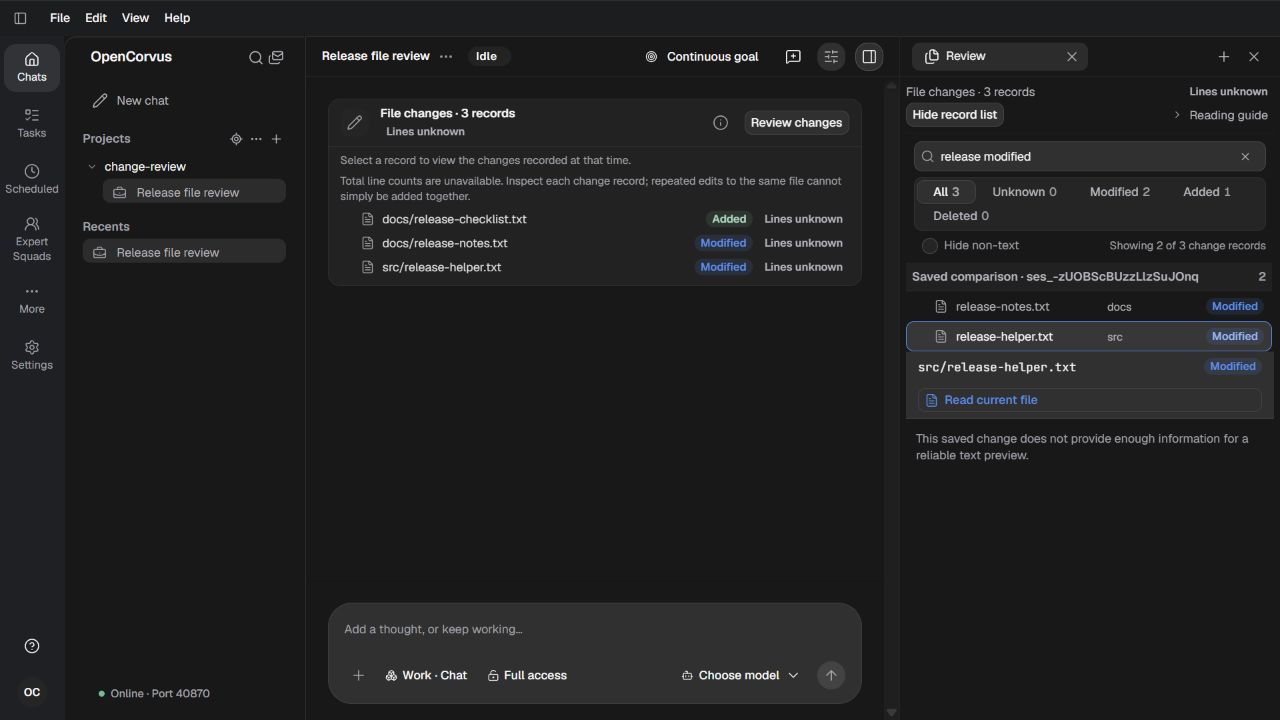 File Edit View Help
Chats
Tasks
Scheduled
Expert
Squads
More
Settings
OC
OpenCorvus
New chat
Projects
change-review
Release file review
Recents
Release file review
Online · Port 40870
Release file review
Idle
Continuous goal
File changes · 3 records
Lines unknown
Review changes
Select a record to view the changes recorded at that time.
Total line counts are unavailable. Inspect each change record; repeated edits to the same file cannot
simply be added together.
docs/release-checklist.txt Added Lines unknown
docs/release-notes.txt Modified Lines unknown
src/release-helper.txt Modified Lines unknown
Add a thought, or keep working...
Work · Chat Full access Choose model
Review
File changes · 3 records Lines unknown
Hide record list Reading guide
release modified
All 3 Unknown 0 Modified 2 Added 1
Deleted 0
Hide non-text Showing 2 of 3 change records
Saved comparison · ses_-zUOBScBUzzLlzSuJOnq 2
release-notes.txt docs Modified
release-helper.txt src Modified
src/release-helper.txt Modified
Read current file
This saved change does not provide enough information for a
reliable text preview.